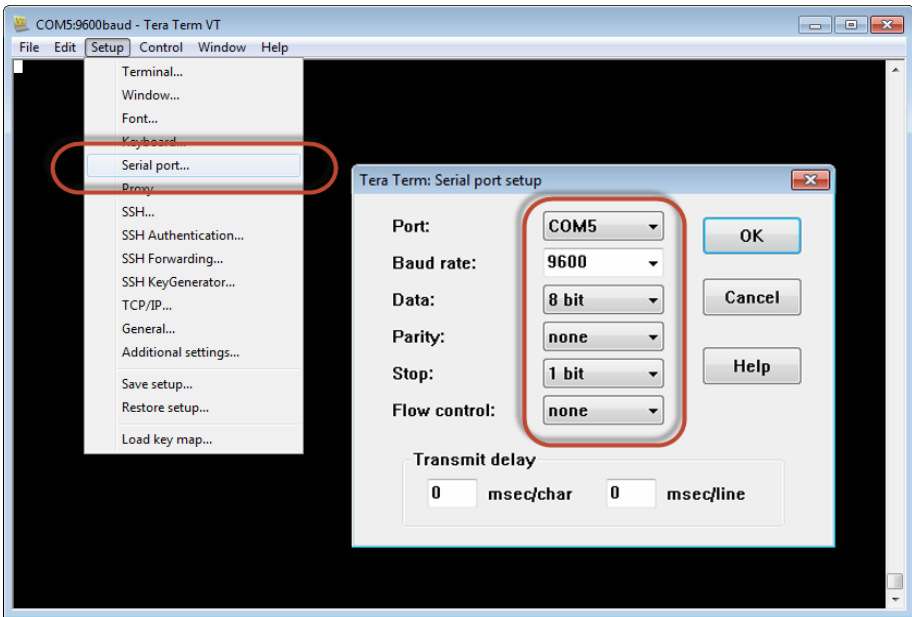 COM5:9600baud - Tera Term VT
File Edit Setup Control Window Help
Terminal...
Window...
Font...
Keyboard...
Serial port...
Proxy...
SSH...
SSH Authentication...
SSH Forwarding...
SSH KeyGenerator...
TCP/IP...
General...
Additional settings...
Save setup...
Restore setup...
Load key map...
Tera Term: Serial port setup
Port: COM5
OK
Baud rate: 9600
Data: 8 bit
Cancel
Parity: none
Stop: 1 bit
Help
Flow control: none
Transmit delay
0 msec/char 0 msec/line